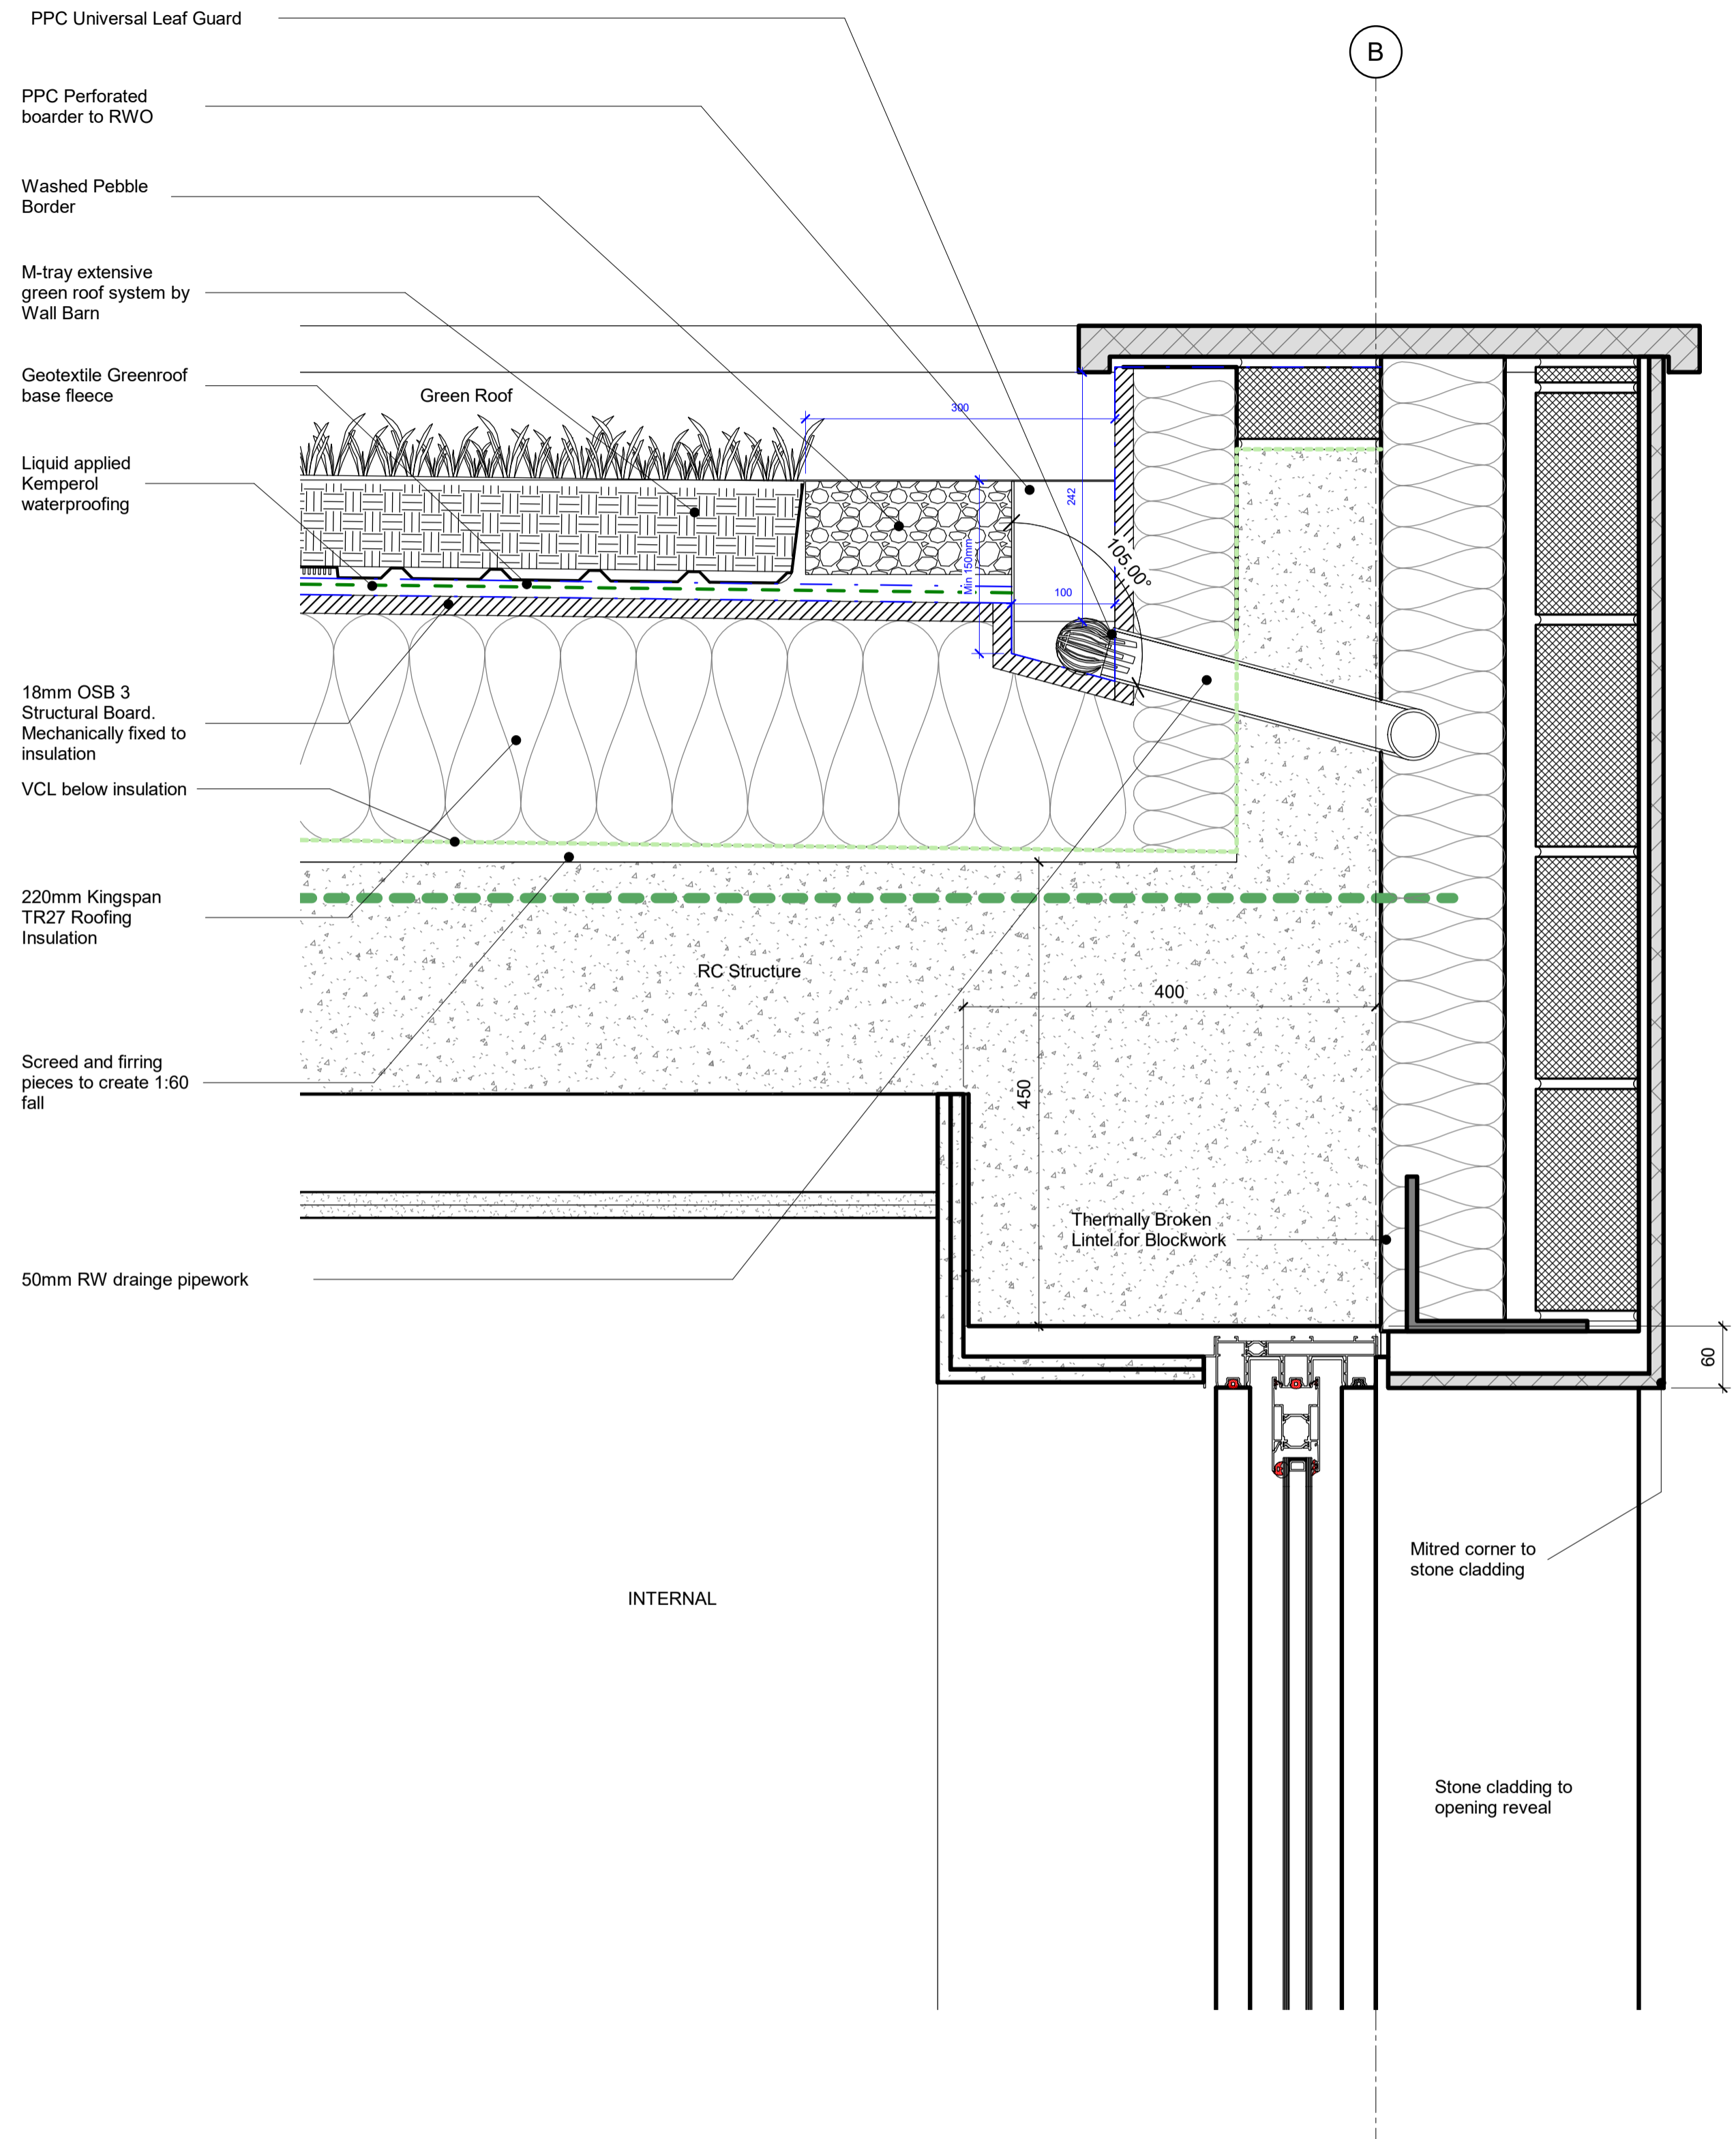 PPC Universal Leaf Guard
B
PPC Perforated
boarder to RWO
Washed Pebble
Border
M-tray extensive
green roof system by
Wall Barn
Geotextile Greenroof
base fleece
Green Roof
300
Liquid applied
Kemperol
waterproofing
242
Min 150mm
105.00°
100
18mm OSB 3
Structural Board.
Mechanically fixed to
insulation
VCL below insulation
220mm Kingspan
TR27 Roofing
Insulation
RC Structure
400
450
Screed and firring
pieces to create 1:60
fall
Thermally Broken
Lintel for Blockwork
50mm RW drainge pipework
60
Mitred corner to
stone cladding
INTERNAL
Stone cladding to
opening reveal